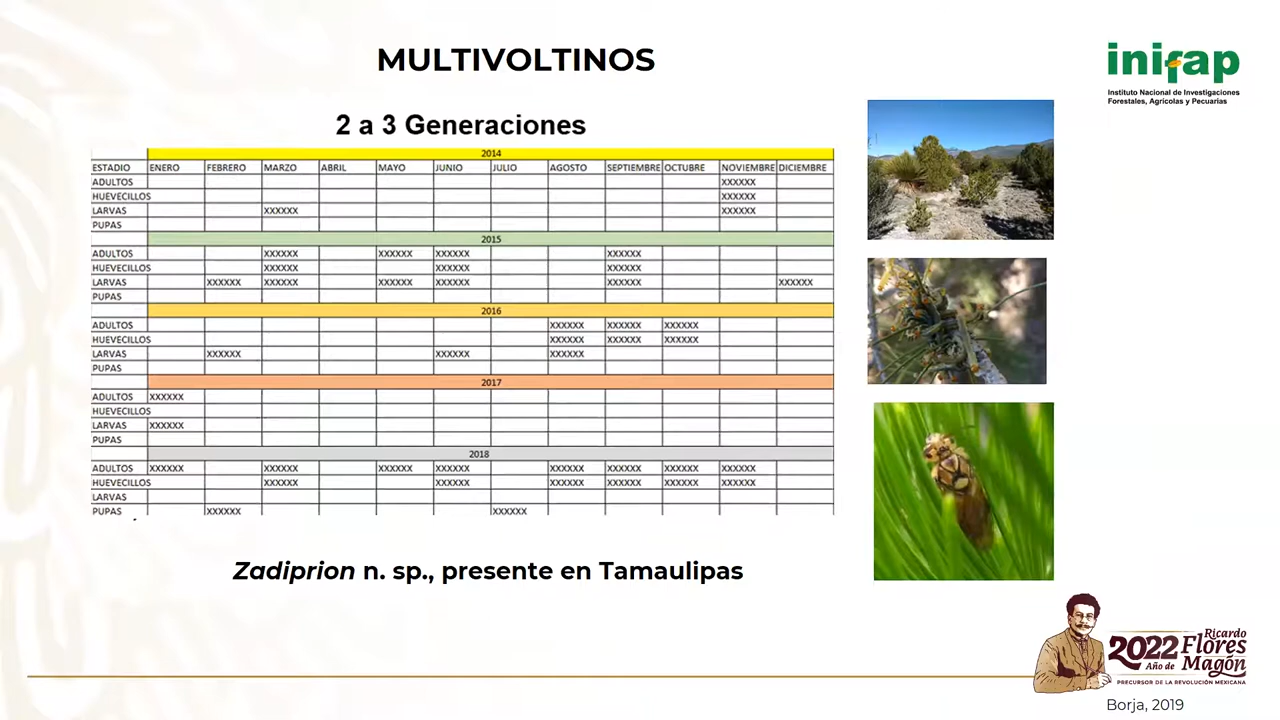 MULTIVOLTINOS
inifap
Instituto Nacional de Investigaciones
Forestales, Agrícolas y Pecuarias
2 a 3 Generaciones
2014
ESTADIO ENERO FEBRERO MARZO ABRIL MAYO JUNIO JULIO AGOSTO SEPTIEMBRE OCTUBRE NOVIEMBRE DICIEMBRE
ADULTOS XXXXXX
HUEVECILLOS XXXXXX
LARVAS XXXXXX XXXXXX
PUPAS
2015
ADULTOS XXXXXX XXXXXX XXXXXX XXXXXX
HUEVECILLOS XXXXXX XXXXXX XXXXXX
LARVAS XXXXXX XXXXXX XXXXXX XXXXXX XXXXXX XXXXXX
PUPAS
2016
ADULTOS XXXXXX XXXXXX XXXXXX
HUEVECILLOS XXXXXX XXXXXX XXXXXX
LARVAS XXXXXX XXXXXX XXXXXX
PUPAS
2017
ADULTOS XXXXXX
HUEVECILLOS
LARVAS XXXXXX
PUPAS
2018
ADULTOS XXXXXX XXXXXX XXXXXX XXXXXX XXXXXX XXXXXX XXXXXX XXXXXX
HUEVECILLOS XXXXXX XXXXXX XXXXXX XXXXXX XXXXXX XXXXXX
LARVAS
PUPAS XXXXXX XXXXXX
Zadiprion n. sp., presente en Tamaulipas
2022 Año de
Ricardo
Flores
Magón
PRECURSOR DE LA REVOLUCIÓN MEXICANA
Borja, 2019